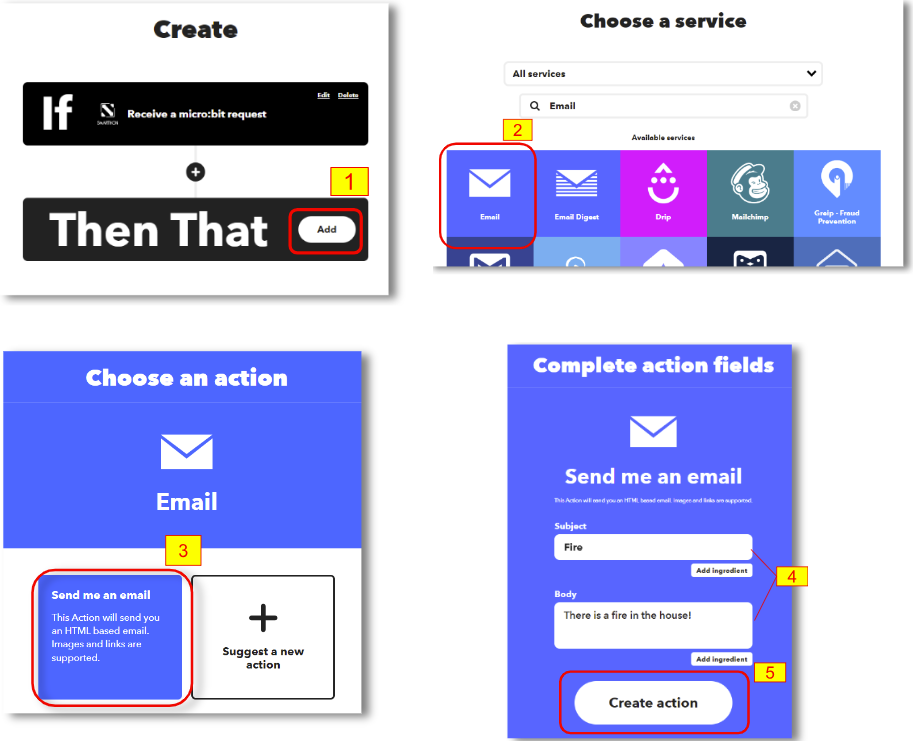 Create
If
SMARTHON
Receive a micro:bit request
Edit Delete
1
Then That
Add
Choose a service
All services
Email
2
Available services
Email
Email Digest
Drip
Mailchimp
Greip - Fraud
Prevention
Choose an action
Email
3
Send me an email
This Action will send you
an HTML based email.
Images and links are
supported.
Suggest a new
action
Complete action fields
Send me an email
This Action will send you an HTML based email. Images and links are supported.
Subject
Fire
Add ingredient
4
Body
There is a fire in the house!
Add ingredient
5
Create action